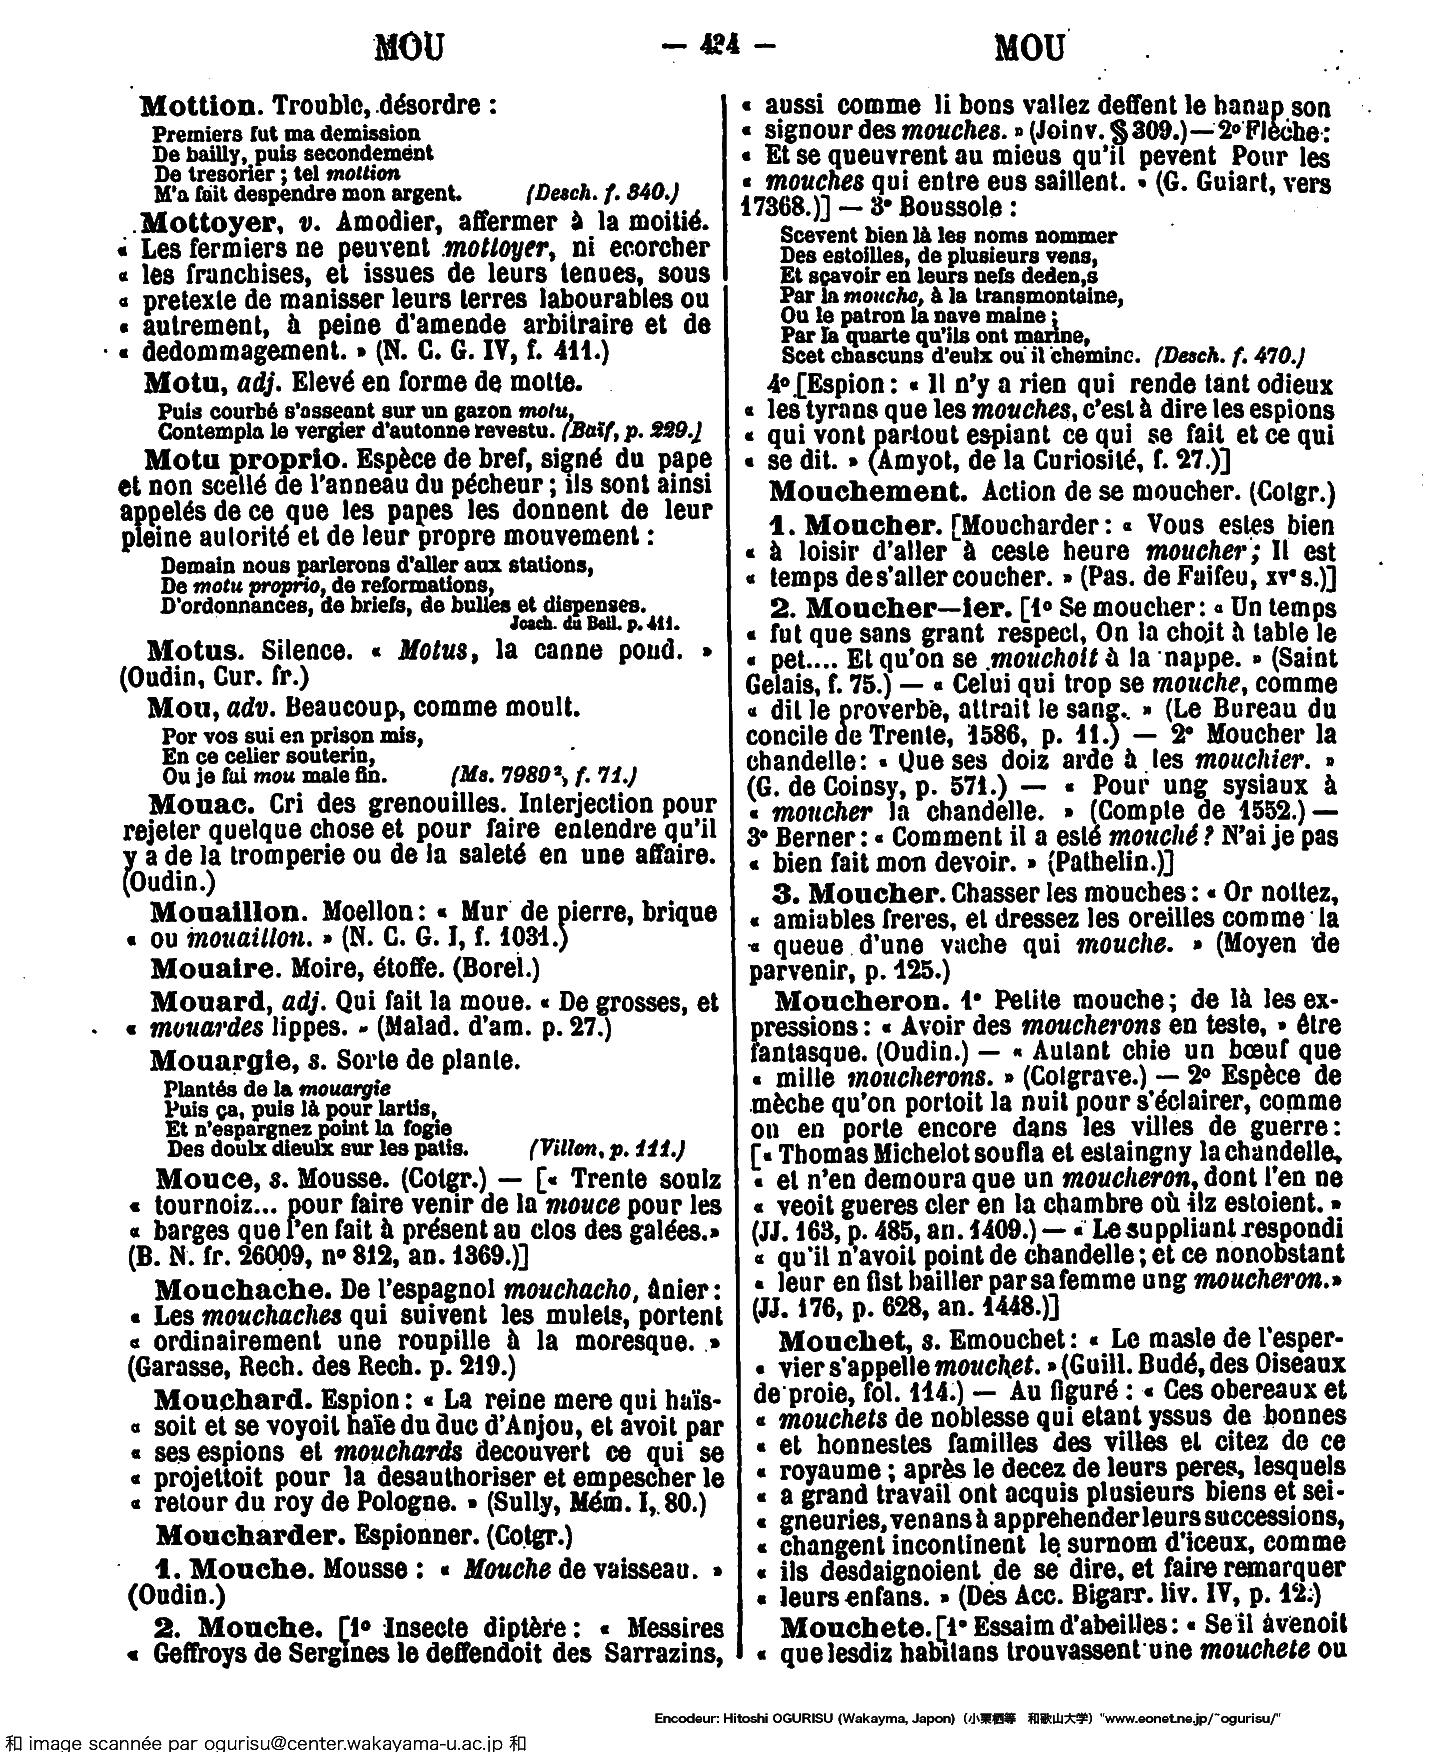 MOU — 424 — MOU
Mottion. Trouble, désordre :
Premiers fut ma demission
De bailly, puis secondement
De tresorier ; tel mottion
M'a fait despendre mon argent. (Desch. f. 340.)
Mottoyer, v. Amodier, affermer à la moitié.
« Les fermiers ne peuvent mottoyer, ni ecorcher
« les franchises, et issues de leurs tenues, sous
« pretexte de manisser leurs terres labourables ou
« autrement, à peine d'amende arbitraire et de
« dedommagement. » (N. C. G. IV, f. 411.)
Motu, adj. Elevé en forme de motte.
Puis courbé s'asseant sur un gazon motu,
Contempla le vergier d'autonne revestu. (Baïf, p. 229.)
Motu proprio. Espèce de bref, signé du pape
et non scellé de l'anneau du pécheur ; ils sont ainsi
appelés de ce que les papes les donnent de leur
pleine autorité et de leur propre mouvement :
Demain nous parlerons d'aller aux stations,
De motu proprio, de reformations,
D'ordonnances, de briefs, de bulles et dispenses.
Joach. du Bell. p. 411.
Motus. Silence. « Motus, la canne pond. »
(Oudin, Cur. fr.)
Mou, adv. Beaucoup, comme moult.
Por vos sui en prison mis,
En ce celier souterin,
Ou je fui mou male fin. (Ms. 7989², f. 71.)
Mouac. Cri des grenouilles. Interjection pour
rejeter quelque chose et pour faire entendre qu'il
y a de la tromperie ou de la saleté en une affaire.
(Oudin.)
Mouaillon. Moellon : « Mur de pierre, brique
« ou mouaillon. » (N. C. G. I, f. 1031.)
Mouaire. Moire, étoffe. (Borel.)
Mouard, adj. Qui fait la moue. « De grosses, et
« mouardes lippes. » (Malad. d'am. p. 27.)
Mouargie, s. Sorte de plante.
Plantés de la mouargie
Puis ça, puis là pour lartis,
Et n'espargnez point la fogie
Des doulx dieulx sur les patis. (Villon, p. 111.)
Mouce, s. Mousse. (Cotgr.) — [« Trente soulz
« tournoiz... pour faire venir de la mouce pour les
« barges que l'en fait à présent au clos des galées.»
(B. N. fr. 26009, n° 812, an. 1369.)]
Mouchache. De l'espagnol mouchacho, ânier :
« Les mouchaches qui suivent les mulets, portent
« ordinairement une roupille à la moresque. »
(Garasse, Rech. des Rech. p. 219.)
Mouchard. Espion : « La reine mere qui haïs-
« soit et se voyoit haïe du duc d'Anjou, et avoit par
« ses espions et mouchards decouvert ce qui se
« projettoit pour la desauthoriser et empescher le
« retour du roy de Pologne. » (Sully, Mém. I, 80.)
Moucharder. Espionner. (Cotgr.)
1. Mouche. Mousse : « Mouche de vaisseau. »
(Oudin.)
2. Mouche. [1° Insecte diptère : « Messires
« Geffroys de Sergines le deffendoit des Sarrazins,
« aussi comme li bons vallez deffent le hanap son
« signour des mouches. » (Joinv. § 309.) — 2° Flèche :
« Et se queuvrent au mieus qu'il pevent Pour les
« mouches qui entre eus saillent. » (G. Guiart, vers
17368.)] — 3° Boussole :
Scevent bien là les noms nommer
Des estoilles, de plusieurs vens,
Et sçavoir en leurs nefs deden,s
Par la mouche, à la transmontaine,
Ou le patron la nave maine ;
Par la quarte qu'ils ont marine,
Scet chascuns d'eulx où il chemine. (Desch. f. 470.)
4° [Espion : « Il n'y a rien qui rende tant odieux
« les tyrans que les mouches, c'est à dire les espions
« qui vont partout espiant ce qui se fait et ce qui
« se dit. » (Amyot, de la Curiosité, f. 27.)]
Mouchement. Action de se moucher. (Cotgr.)
1. Moucher. [Moucharder : « Vous estes bien
« à loisir d'aller à ceste heure moucher ; Il est
« temps de s'aller coucher. » (Pas. de Faifeu, XVe s.)]
2. Moucher—ier. [1° Se moucher : « Un temps
« fut que sans grant respect, On la choit à table le
« pet.... Et qu'on se mouchoit à la nappe. » (Saint
Gelais, f. 75.) — « Celui qui trop se mouche, comme
« dit le proverbe, attrait le sang. » (Le Bureau du
concile de Trente, 1586, p. 11.) — 2° Moucher la
chandelle : « Que ses doiz arde à les mouchier. »
(G. de Coinsy, p. 571.) — « Pour ung sysiaux à
« moucher la chandelle. » (Compte de 1552.) —
3° Berner : « Comment il a esté mouché ? N'ai je pas
« bien fait mon devoir. » (Pathelin.)]
3. Moucher. Chasser les mouches : « Or nottez,
« amiables freres, et dressez les oreilles comme la
« queue d'une vache qui mouche. » (Moyen de
parvenir, p. 125.)
Moucheron. 1° Petite mouche ; de là les ex-
pressions : « Avoir des moucherons en teste, » être
fantasque. (Oudin.) — « Autant chie un bœuf que
« mille moucherons. » (Colgrave.) — 2° Espèce de
mèche qu'on portoit la nuit pour s'éclairer, comme
on en porte encore dans les villes de guerre :
[« Thomas Michelot soufla et estaingny la chandelle,
« et n'en demoura que un moucheron, dont l'en ne
« veoit gueres cler en la chambre où ilz estoient. »
(JJ. 163, p. 485, an. 1409.) — « Le suppliant respondi
« qu'il n'avoit point de chandelle ; et ce nonobstant
« leur en fist bailler par sa femme ung moucheron.»
(JJ. 176, p. 628, an. 1448.)]
Mouchet, s. Emouchet : « Le masle de l'esper-
« vier s'appelle mouchet. » (Guill. Budé, des Oiseaux
de proie, fol. 114.) — Au figuré : « Ces obereaux et
« mouchets de noblesse qui etant yssus de bonnes
« et honnestes familles des villes et citez de ce
« royaume ; après le decez de leurs peres, lesquels
« a grand travail ont acquis plusieurs biens et sei-
« gneuries, venans à apprehender leurs successions,
« changent incontinent le surnom d'iceux, comme
« ils desdaignoient de se dire, et faire remarquer
« leurs enfans. » (Des Acc. Bigarr. liv. IV, p. 12.)
Mouchete. [1° Essaim d'abeilles : « Se il avenoit
« que lesdiz habitans trouvassent une mouchete ou
Encodeur: Hitoshi OGURISU (Wakayma, Japon) (小栗栖等 和歌山大学) "www.eonet.ne.jp/~ogurisu/"
和 image scannée par ogurisu@center.wakayama-u.ac.jp 和